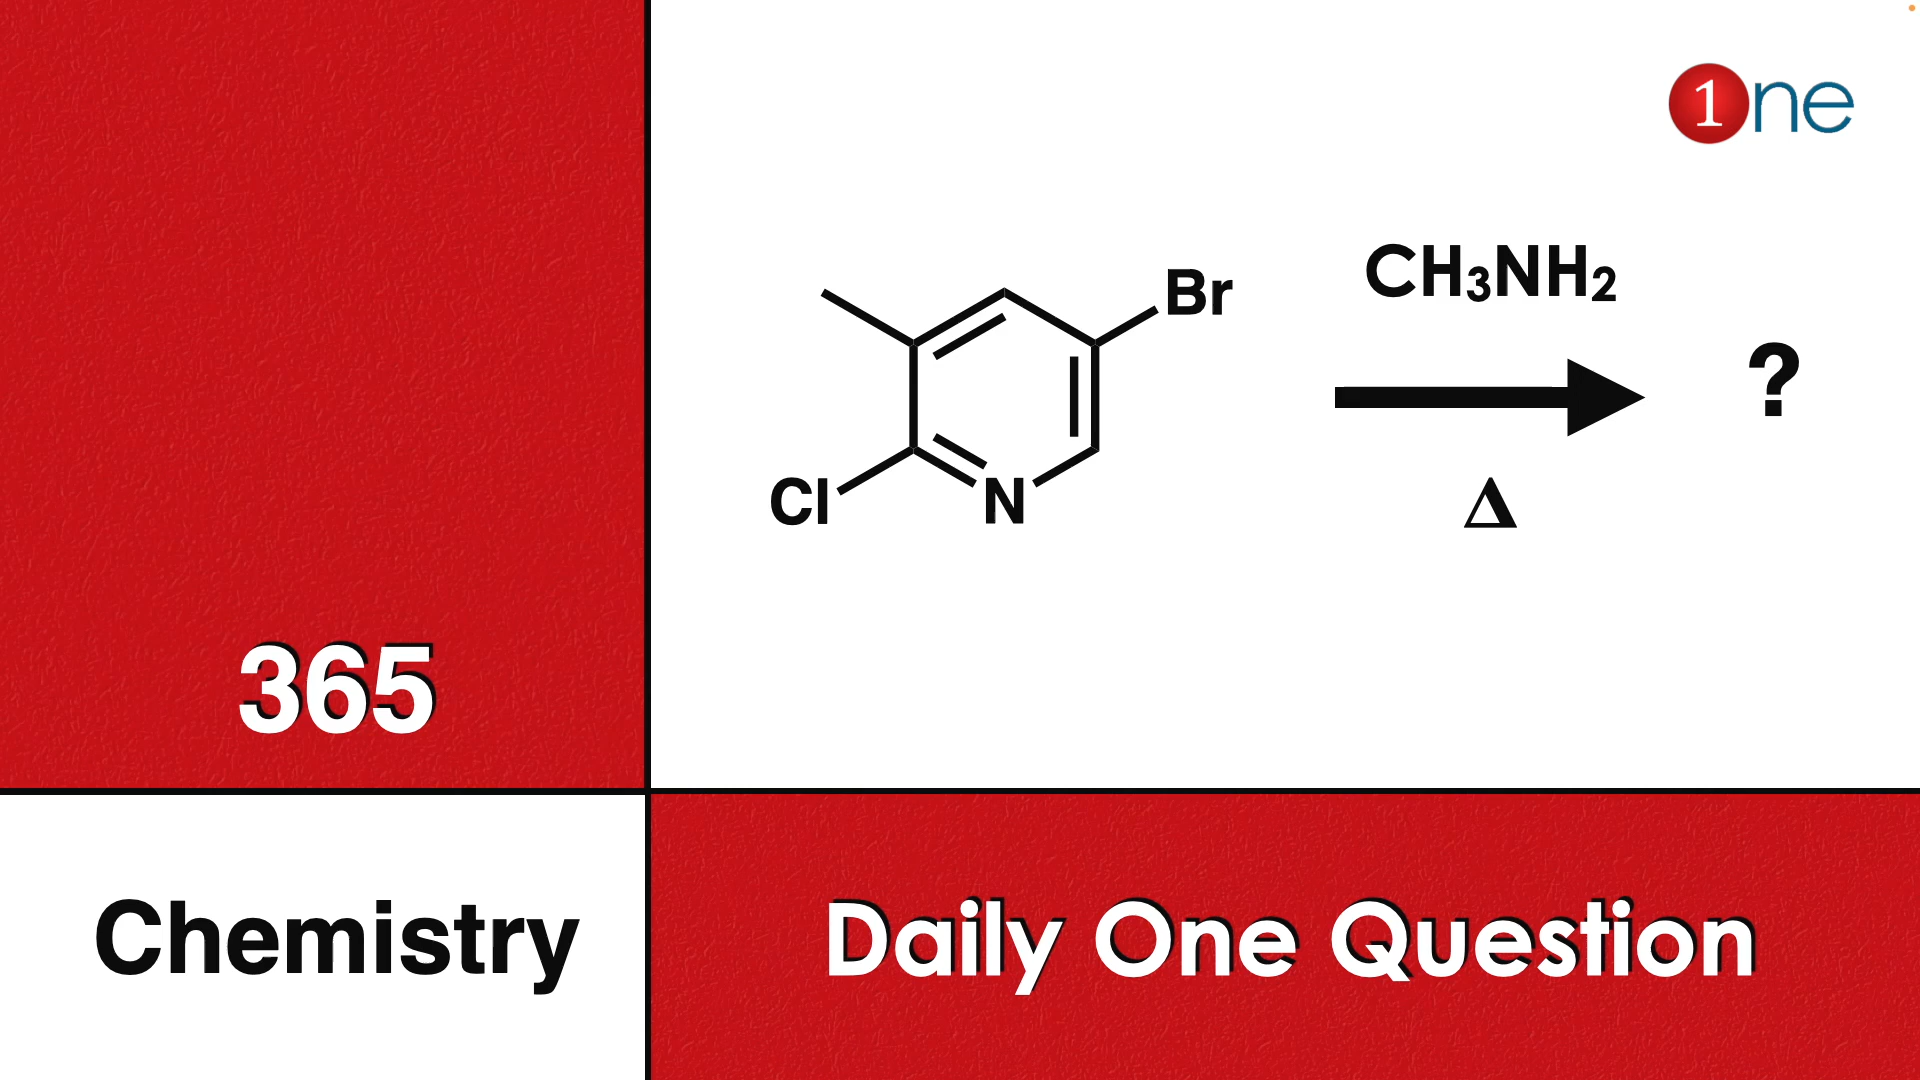 1ne
CH₃NH₂
Br
?
Cl
N
Δ
365
Chemistry
Daily One Question